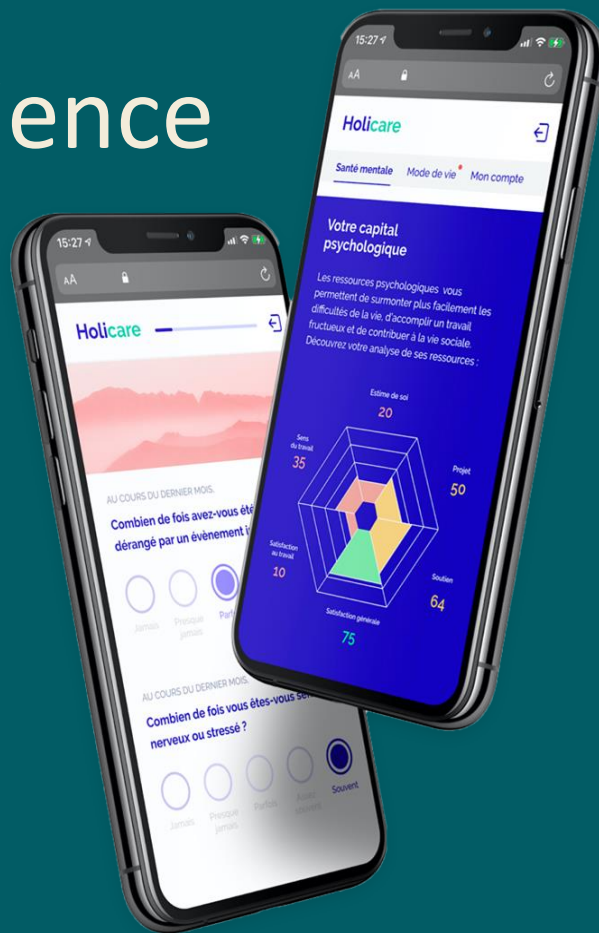 ence
15:27
AA
Holicare
Santé mentale Mode de vie Mon compte
Votre capital
psychologique
Les ressources psychologiques vous
permettent de surmonter plus facilement les
difficultés de la vie, d'accomplir un travail
fructueux et de contribuer à la vie sociale.
Découvrez votre analyse de ses ressources :
Estime de soi
20
Sens
du travail
35
Projet
50
Satisfaction
au travail
10
Soutien
64
Satisfaction générale
75
15:27
AA
Holicare
AU COURS DU DERNIER MOIS,
Combien de fois avez-vous été
dérangé par un évènement
Jamais
Presque
jamais
AU COURS DU DERNIER MOIS,
Combien de fois vous êtes-vous
nerveux ou stressé ?
Jamais
Presque
jamais
Parfois
Assez
souvent
Souvent